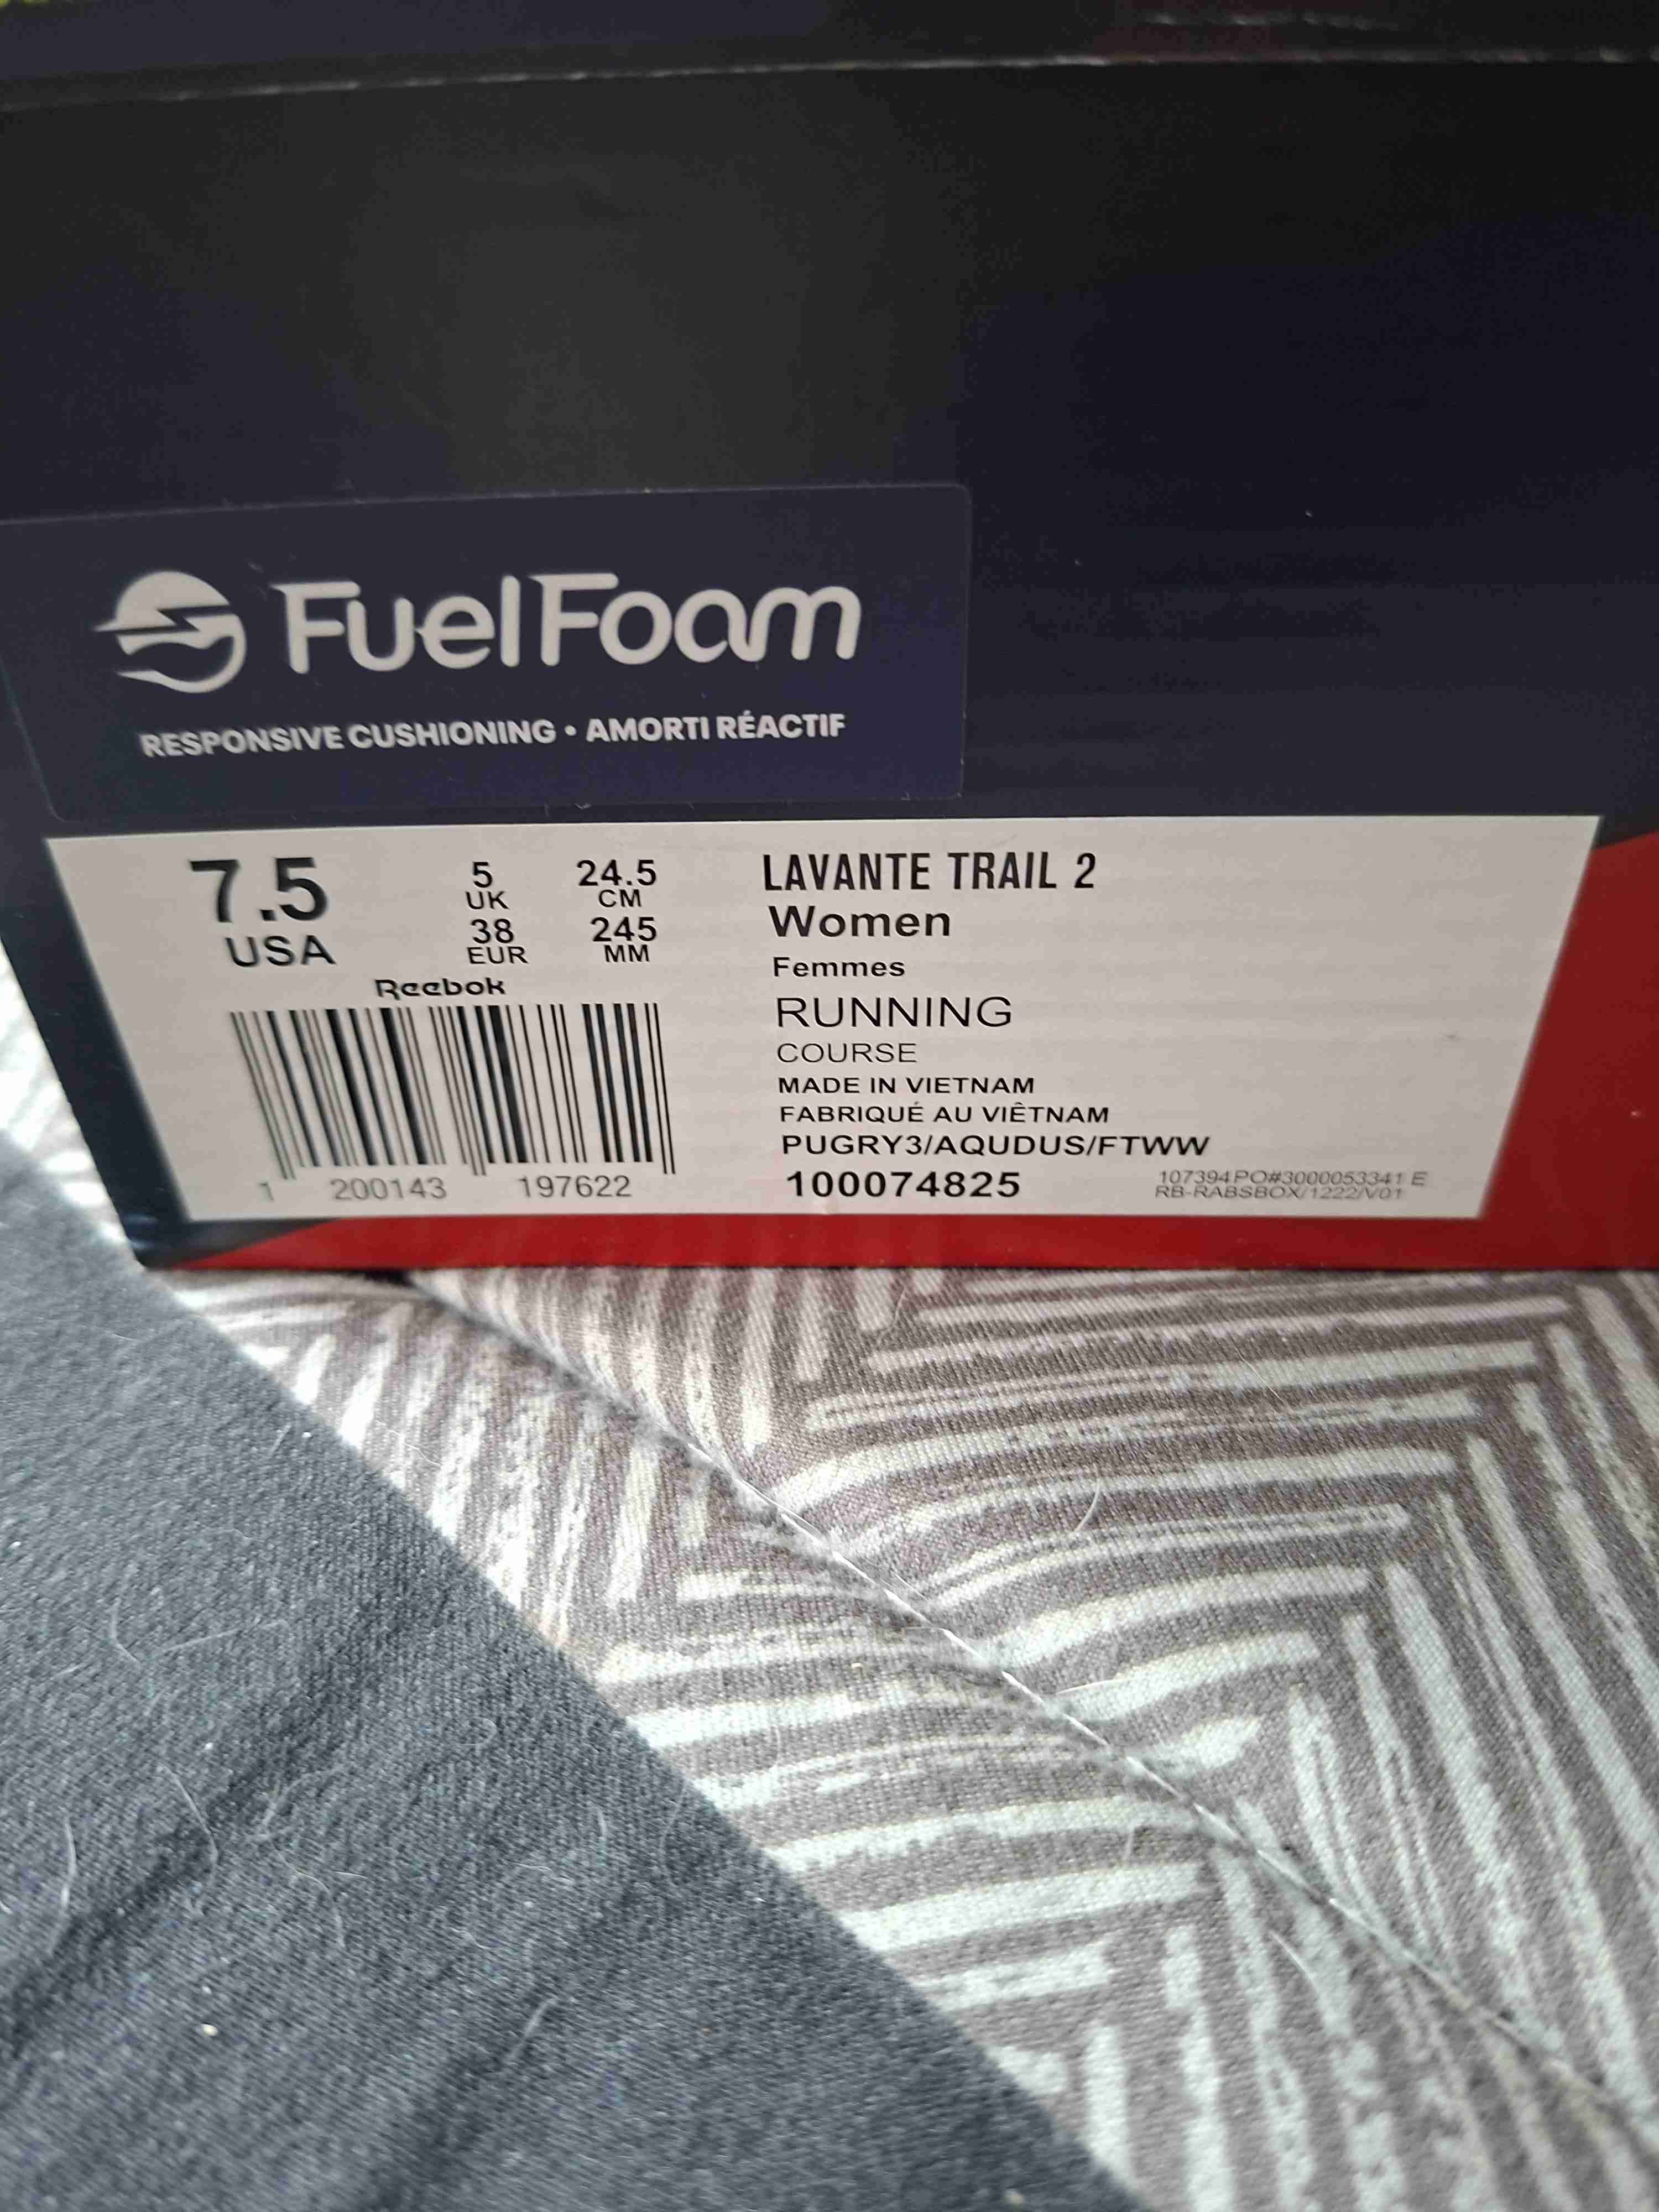 FuelFoam
RESPONSIVE CUSHIONING • AMORTI RÉACTIF
7.5
USA
5
UK
38
EUR
24.5
CM
245
MM
Reebok
1 200143 197622
LAVANTE TRAIL 2
Women
Femmes
RUNNING
COURSE
MADE IN VIETNAM
FABRIQUÉ AU VIÊTNAM
PUGRY3/AQUDUS/FTWW
100074825
107394 PO#3000053341 E
RB-RABSBOX/1222/V01